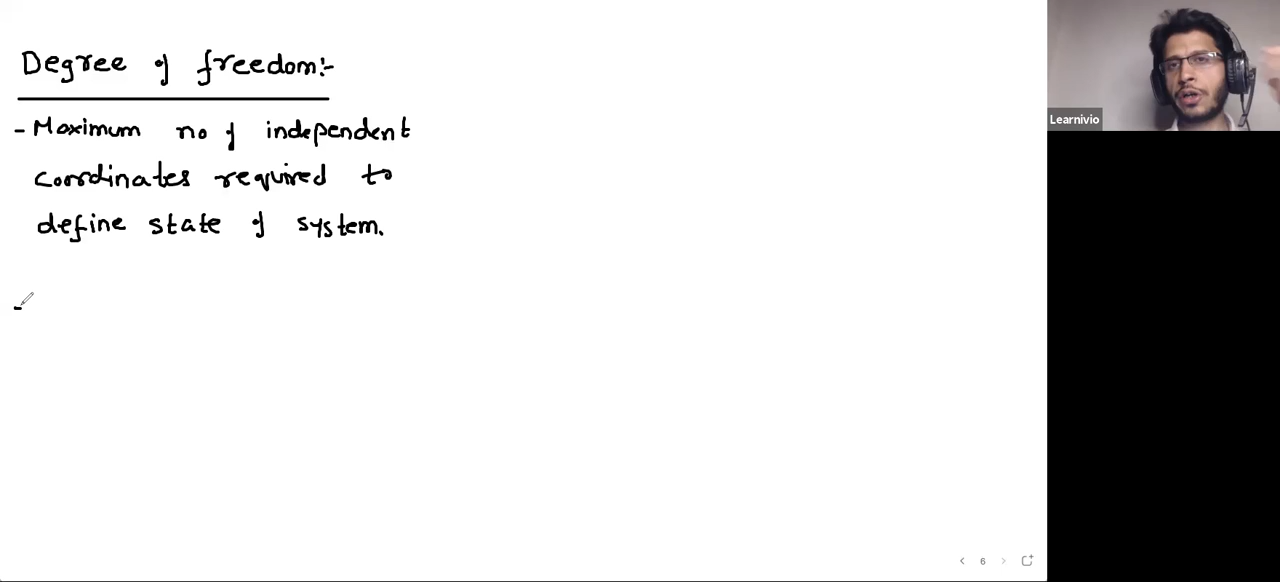 Degree of freedom:-
- Maximum no of independent
coordinates required to
define state of system.
-
Learnivio
< 6 >